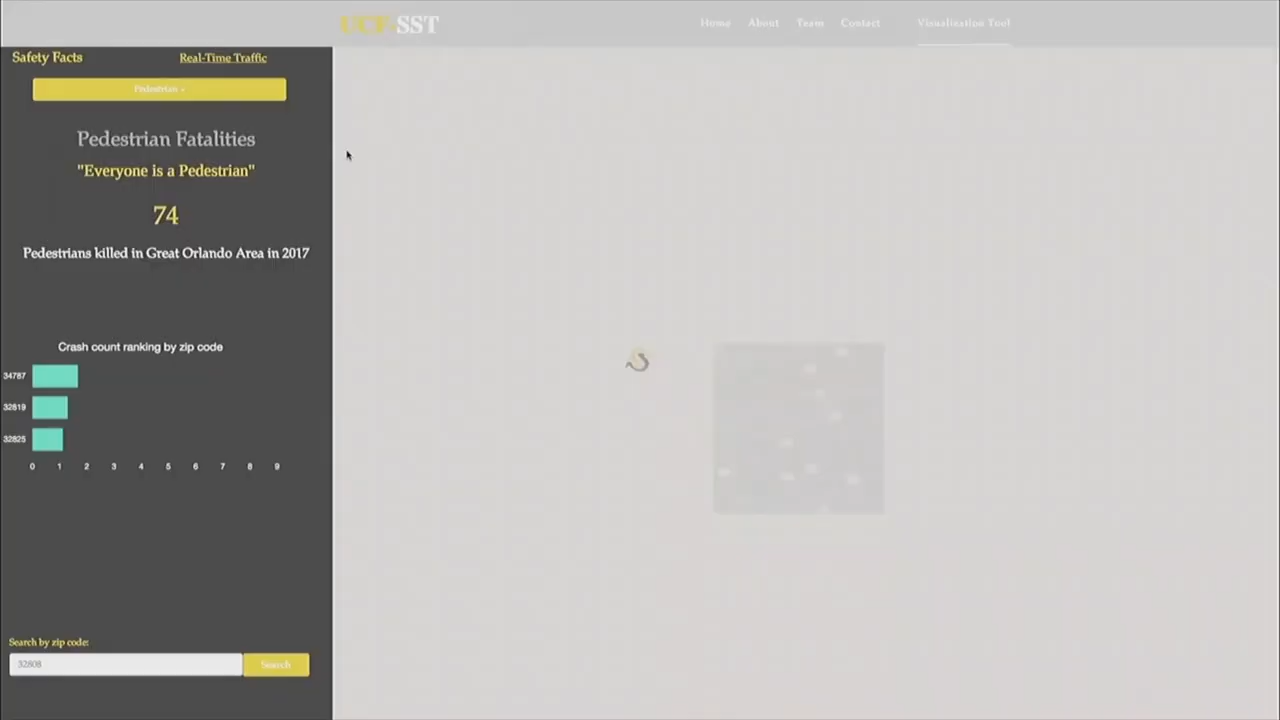 UCF.SST
Home About Team Contact Visualization Tool
Safety Facts Real-Time Traffic
Pedestrian
Pedestrian Fatalities
"Everyone is a Pedestrian"
74
Pedestrians killed in Great Orlando Area in 2017
Crash count ranking by zip code
34787
32819
32825
0 1 2 3 4 5 6 7 8 9
Search by zip code:
32808 Search